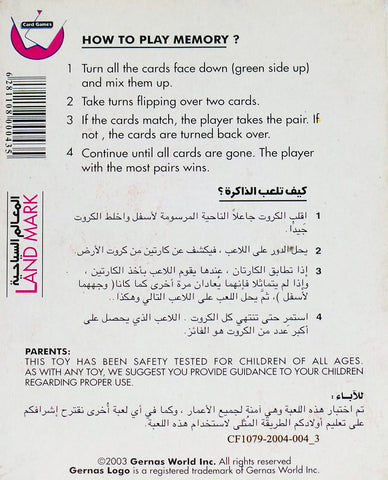 Card Games
HOW TO PLAY MEMORY ?
1 Turn all the cards face down (green side up)
and mix them up.
2 Take turns flipping over two cards.
3 If the cards match, the player takes the pair. If
not , the cards are turned back over.
4 Continue until all cards are gone. The player
with the most pairs wins.
6281108000435
المعالم السياحية
LAND MARK
كيف تلعب الذاكرة ؟
1 اقلب الكروت جاعلاً الناحية المرسومة لأسفل واخلط الكروت
جيداً.
2 يحل الدور على اللاعب، فيكشف عن كارتين من كروت الأرض.
3 إذا تطابق الكارتان ، عندها يقوم اللاعب بأخذ الكارتين ،
إذا لم يتماثلا فإنهما يُعادان مرة أخرى كما كانا (وجههما
لأسفل ) ، ثم يحل اللعب على اللاعب التالي وهكذا..
4 استمر حتى تنتهي كل الكروت . اللاعب الذي يحصل على
أكبر عدد من الكروت هو الفائز.
PARENTS:
THIS TOY HAS BEEN SAFETY TESTED FOR CHILDREN OF ALL AGES.
AS WITH ANY TOY, WE SUGGEST YOU PROVIDE GUIDANCE TO YOUR CHILDREN
REGARDING PROPER USE.
للآباء:
تم اختبار هذه اللعبة وهي آمنة لجميع الأعمار ، وكما في أي لعبة أخرى نقترح إشرافكم
على تعليم أولادكم الطريقة المثلى لاستخدام هذه اللعبة.
CF1079-2004-004_3
©2003 Gernas World Inc. All rights ©reserved
Gernas Logo is a registered trademark of Gernas World Inc.